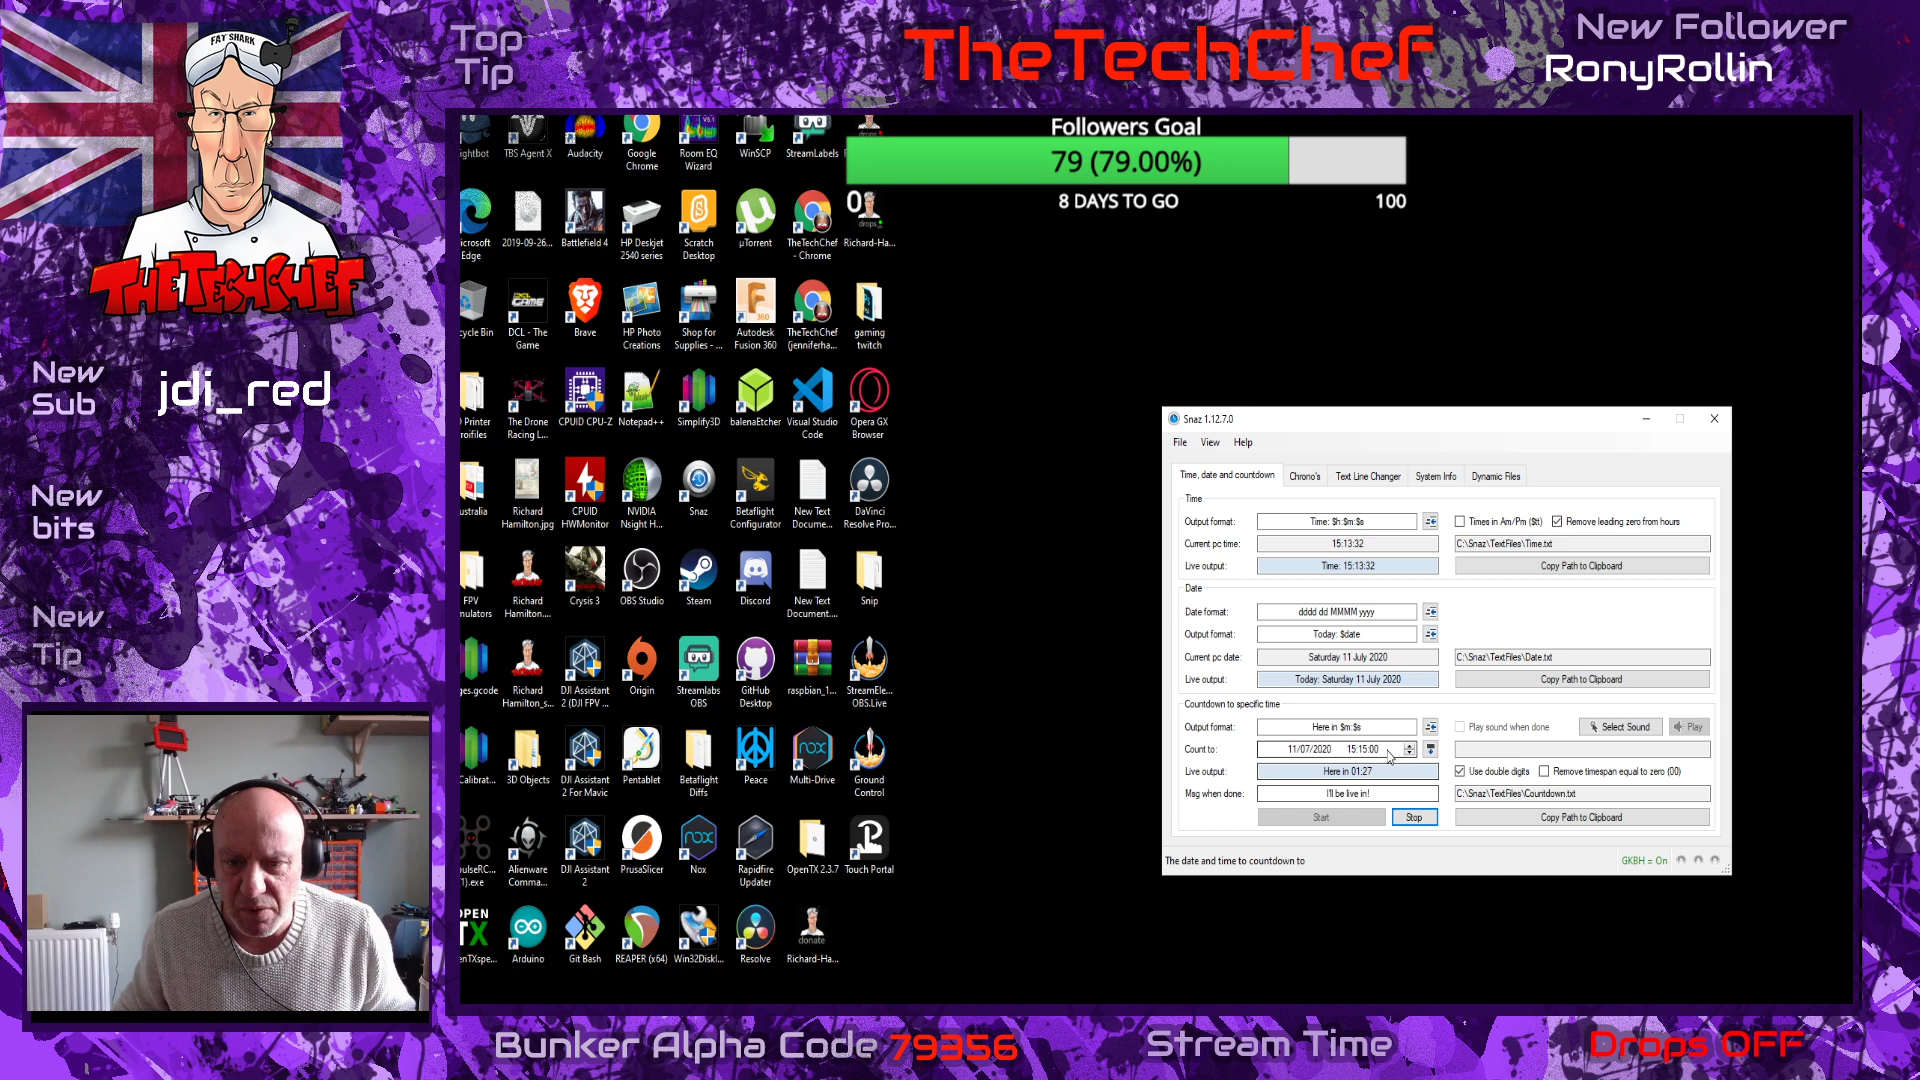 FAT SHARK
THETECHCHEF
Top
Tip
TheTechChef
New Follower
RonyRollin
New
Sub
jdi_red
New
bits
New
Tip
Followers Goal
79 (79.00%)
0
8 DAYS TO GO
100
TBS Agent X
Audacity
Google
Chrome
Room EQ
Wizard
WinSCP
StreamLabels
Edge
2019-09-26...
Battlefield 4
HP Deskjet
2540 series
Scratch
Desktop
µTorrent
TheTechChef
- Chrome
drops
Richard-Ha...
DCL - The
Game
Brave
HP Photo
Creations
Shop for
Supplies - ...
Autodesk
Fusion 360
TheTechChef
(jenniferha...
gaming
twitch
The Drone
Racing L...
CPUID CPU-Z
Notepad++
Simplify3D
balenaEtcher
Visual Studio
Code
Opera GX
Browser
Richard
Hamilton.jpg
CPUID
HWMonitor
NVIDIA
Nsight H...
Snaz
Betaflight
Configurator
New Text
Docume...
DaVinci
Resolve Pro...
FPV
Richard
Hamilton....
Crysis 3
OBS Studio
Steam
Discord
New Text
Document....
Snip
ges.gcode
Richard
Hamilton_s...
DJI Assistant
2 (DJI FPV ...
Origin
Streamlabs
OBS
GitHub
Desktop
raspbian_1...
StreamEle...
OBS.Live
Calibrat...
3D Objects
DJI Assistant
2 For Mavic
Pentablet
Betaflight
Diffs
Peace
Multi-Drive
Ground
Control
Alienware
Comma...
DJI Assistant
2
PrusaSlicer
Nox
Rapidfire
Updater
OpenTX 2.3.7
Touch Portal
Arduino
Git Bash
REAPER (x64)
Win32Diskl...
Resolve
donate
Richard-Ha...
Snaz 1.12.7.0
File View Help
Time, date and countdown Chrono's Text Line Changer System Info Dynamic Files
Time
Output format: Time: $h:$m:$s Times in Am/Pm ($tt) Remove leading zero from hours
Current pc time: 15:13:32 C:\Snaz\TextFiles\Time.txt
Live output: Time: 15:13:32 Copy Path to Clipboard
Date
Date format: dddd dd MMMM yyyy
Output format: Today: $date
Current pc date: Saturday 11 July 2020 C:\Snaz\TextFiles\Date.txt
Live output: Today: Saturday 11 July 2020 Copy Path to Clipboard
Countdown to specific time
Output format: Here in $m:$s Play sound when done Select Sound Play
Count to: 11/07/2020 15:15:00
Live output: Here in 01:27 Use double digits Remove timespan equal to zero (00)
Msg when done: I'll be live in! C:\Snaz\TextFiles\Countdown.txt
Start Stop Copy Path to Clipboard
The date and time to countdown to GKBH = On
Bunker Alpha Code 79356
Stream Time
Drops OFF